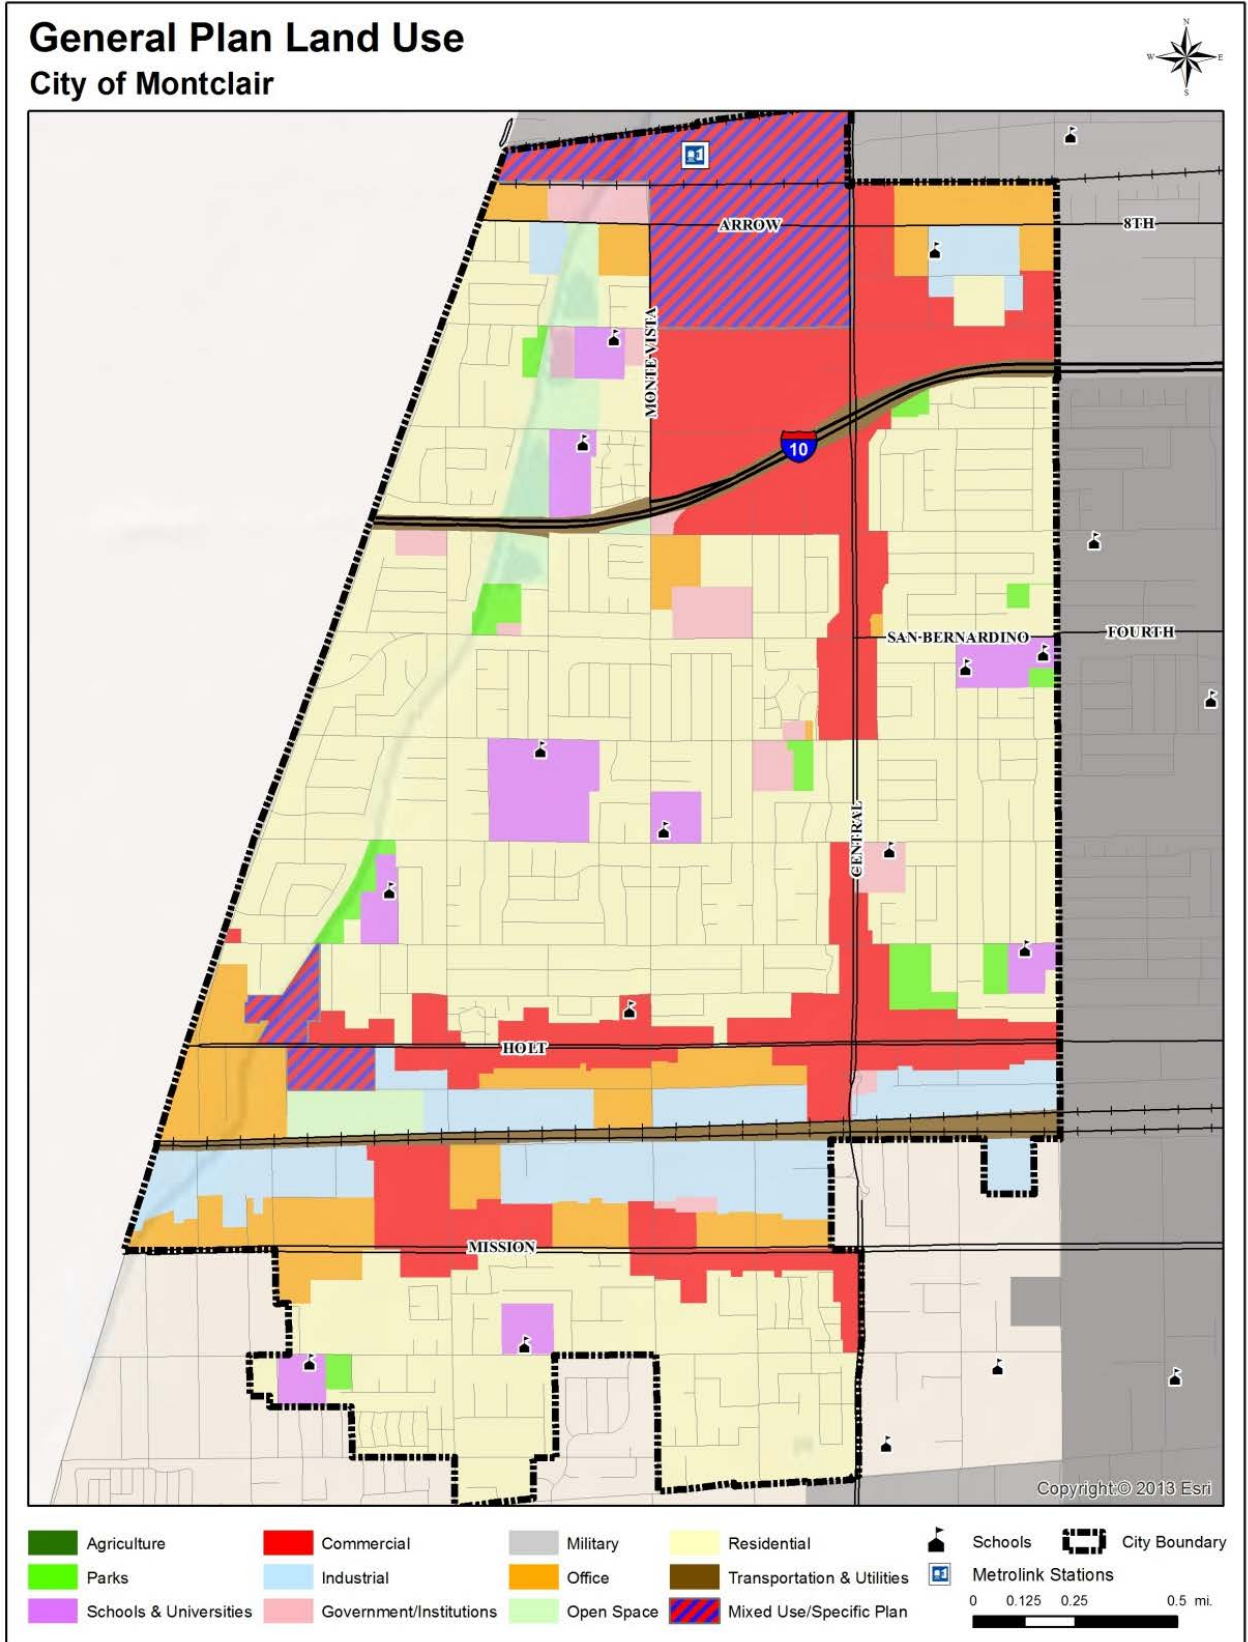 General Plan Land Use
City of Montclair
N
W E
S
ARROW
8TH
MONTE VISTA
10
SAN BERNARDINO
FOURTH
CENTRAL
HOLT
MISSION
Copyright:© 2013 Esri
Agriculture
Commercial
Military
Residential
Schools
City Boundary
Parks
Industrial
Office
Transportation & Utilities
Metrolink Stations
Schools & Universities
Government/Institutions
Open Space
Mixed Use/Specific Plan
0 0.125 0.25 0.5 mi.